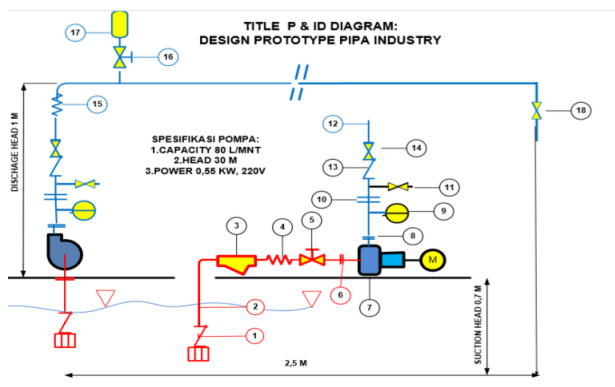 TITLE P & ID DIAGRAM:
DESIGN PROTOTYPE PIPA INDUSTRY
17
16
15
18
DISCHAGE HEAD 1 M
SPESIFIKASI POMPA:
1.CAPACITY 80 L/MNT
2.HEAD 30 M
3.POWER 0,55 KW, 220V
12
14
13
11
10
9
8
3
4
5
6
7
M
2
1
SUCTION HEAD 0,7 M
2,5 M